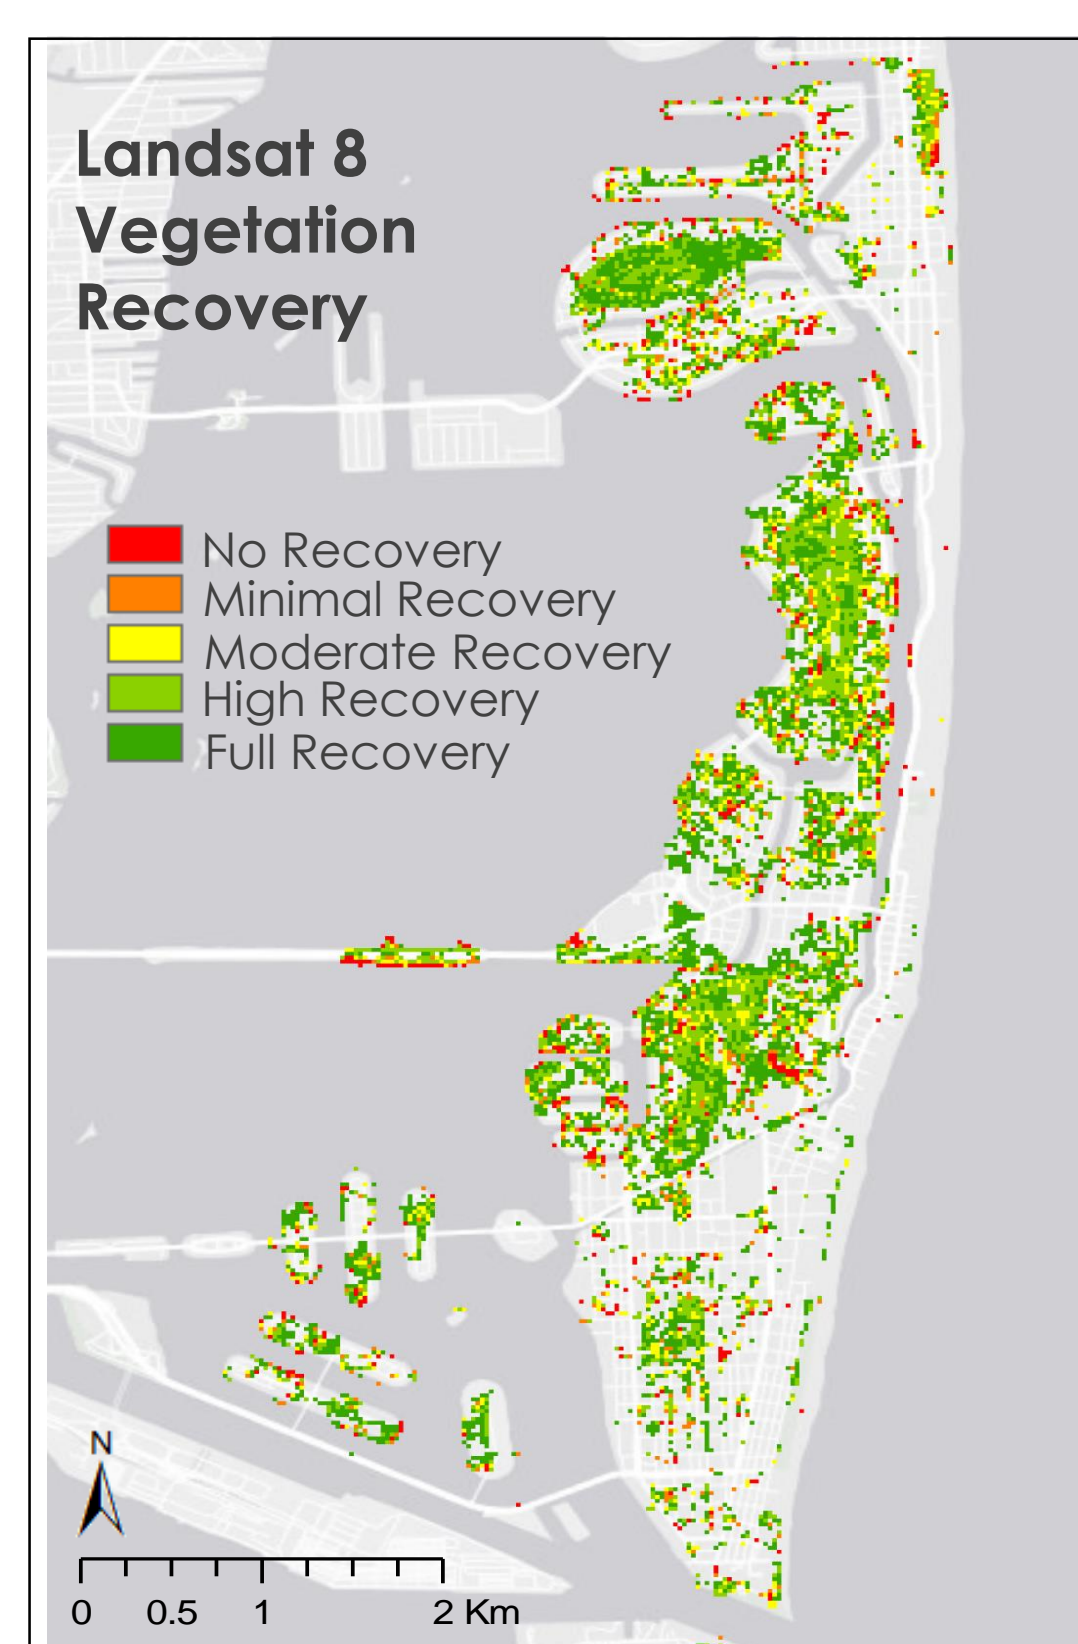 Landsat 8
Vegetation
Recovery
No Recovery
Minimal Recovery
Moderate Recovery
High Recovery
Full Recovery
N
0 0.5 1 2 Km